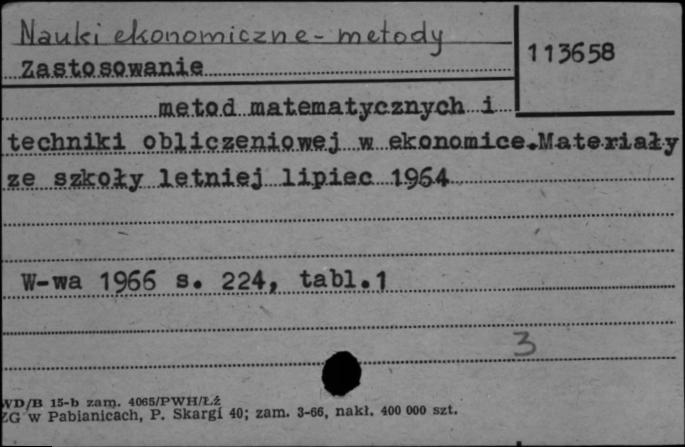 Nauki ekonomiczne - metody
113658
Zastosowanie
metod matematycznych i
techniki obliczeniowej w ekonomice.Materiały
ze szkoły letniej lipiec 1964
W-wa 1966 s. 224, tabl.1
3
WD/B 15-b zam. 4065/PWH/Łż
ZG w Pabianicach, P. Skargi 40; zam. 3-66, nakł. 400 000 szt.